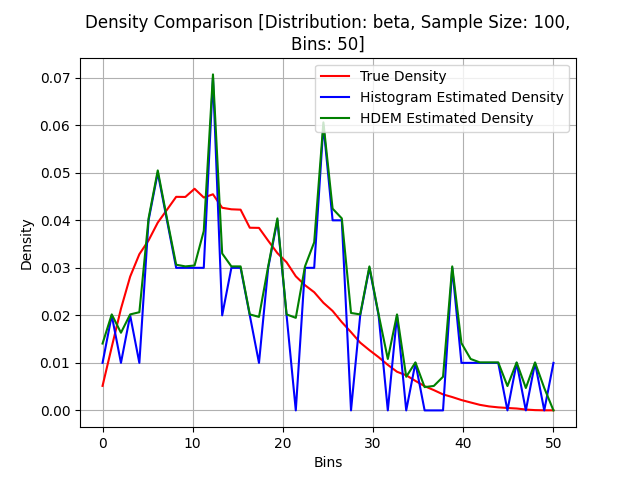 Density Comparison [Distribution: beta, Sample Size: 100,
Bins: 50]
True Density
Histogram Estimated Density
HDEM Estimated Density
Density
0.07
0.06
0.05
0.04
0.03
0.02
0.01
0.00
0 10 20 30 40 50
Bins